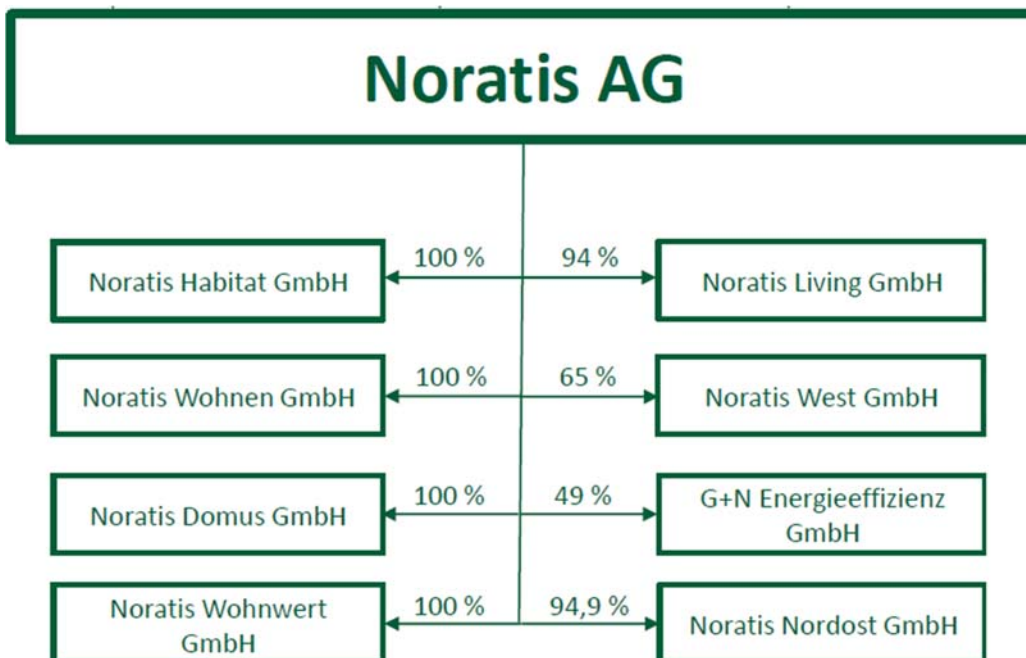 Noratis AG
100 %
94 %
Noratis Habitat GmbH
Noratis Living GmbH
100 %
65 %
Noratis Wohnen GmbH
Noratis West GmbH
100 %
49 %
Noratis Domus GmbH
G+N Energieeffizienz
GmbH
100 %
94,9 %
Noratis Wohnwert
GmbH
Noratis Nordost GmbH